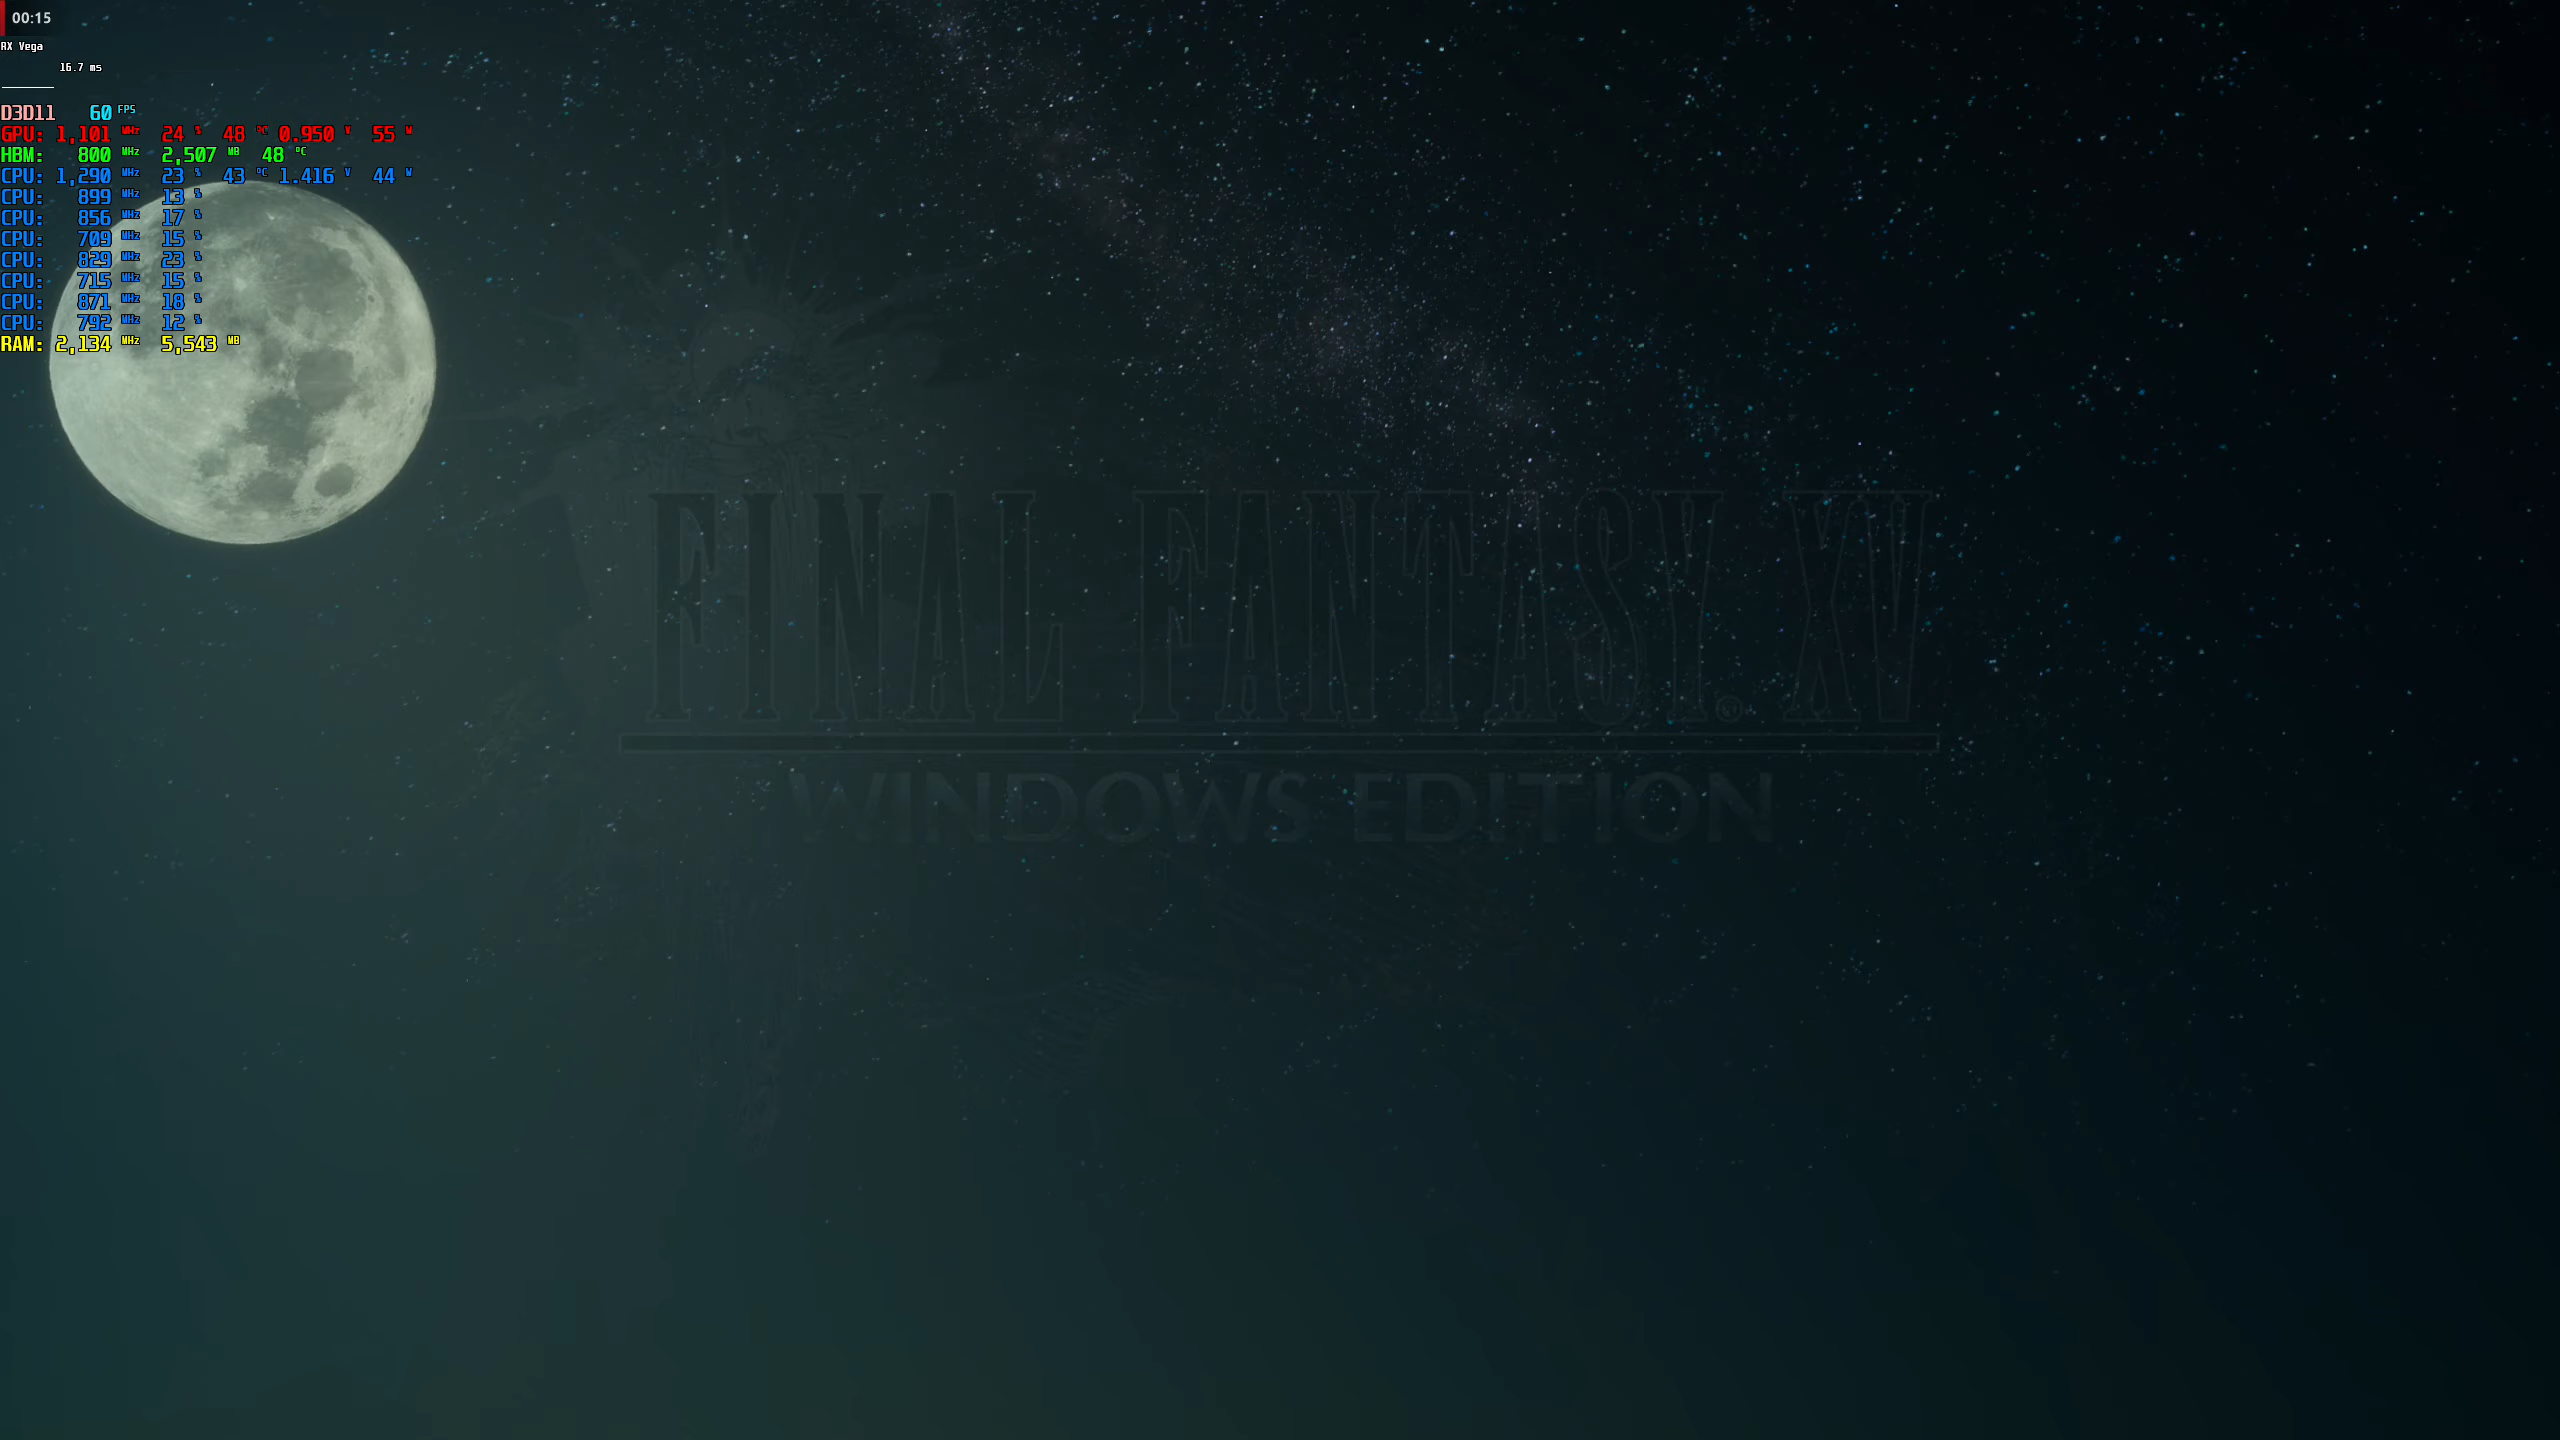 00:15
RX Vega
16.7 ms
D3D11 60 FPS
GPU: 1,101 MHz 24 % 48 °C 0.950 V 55 W
HBM: 800 MHz 2,507 MB 48 °C
CPU: 1,290 MHz 23 % 43 °C 1.416 V 44 W
CPU: 899 MHz 13 %
CPU: 856 MHz 17 %
CPU: 709 MHz 15 %
CPU: 829 MHz 23 %
CPU: 715 MHz 15 %
CPU: 871 MHz 18 %
CPU: 792 MHz 12 %
RAM: 2,134 MHz 5,543 MB
FINAL FANTASY® XV
WINDOWS EDITION